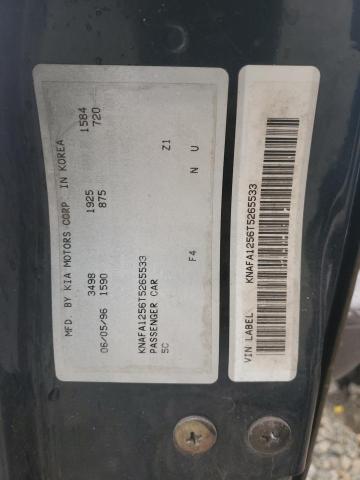 MFD. BY KIA MOTORS CORP IN KOREA
3498 1925 1584
06/05/96 1590 875 720
KNAFA1256T5265533
PASSENGER CAR Z1
5C
F4 N U
KNAFA1256T5265533
VIN LABEL